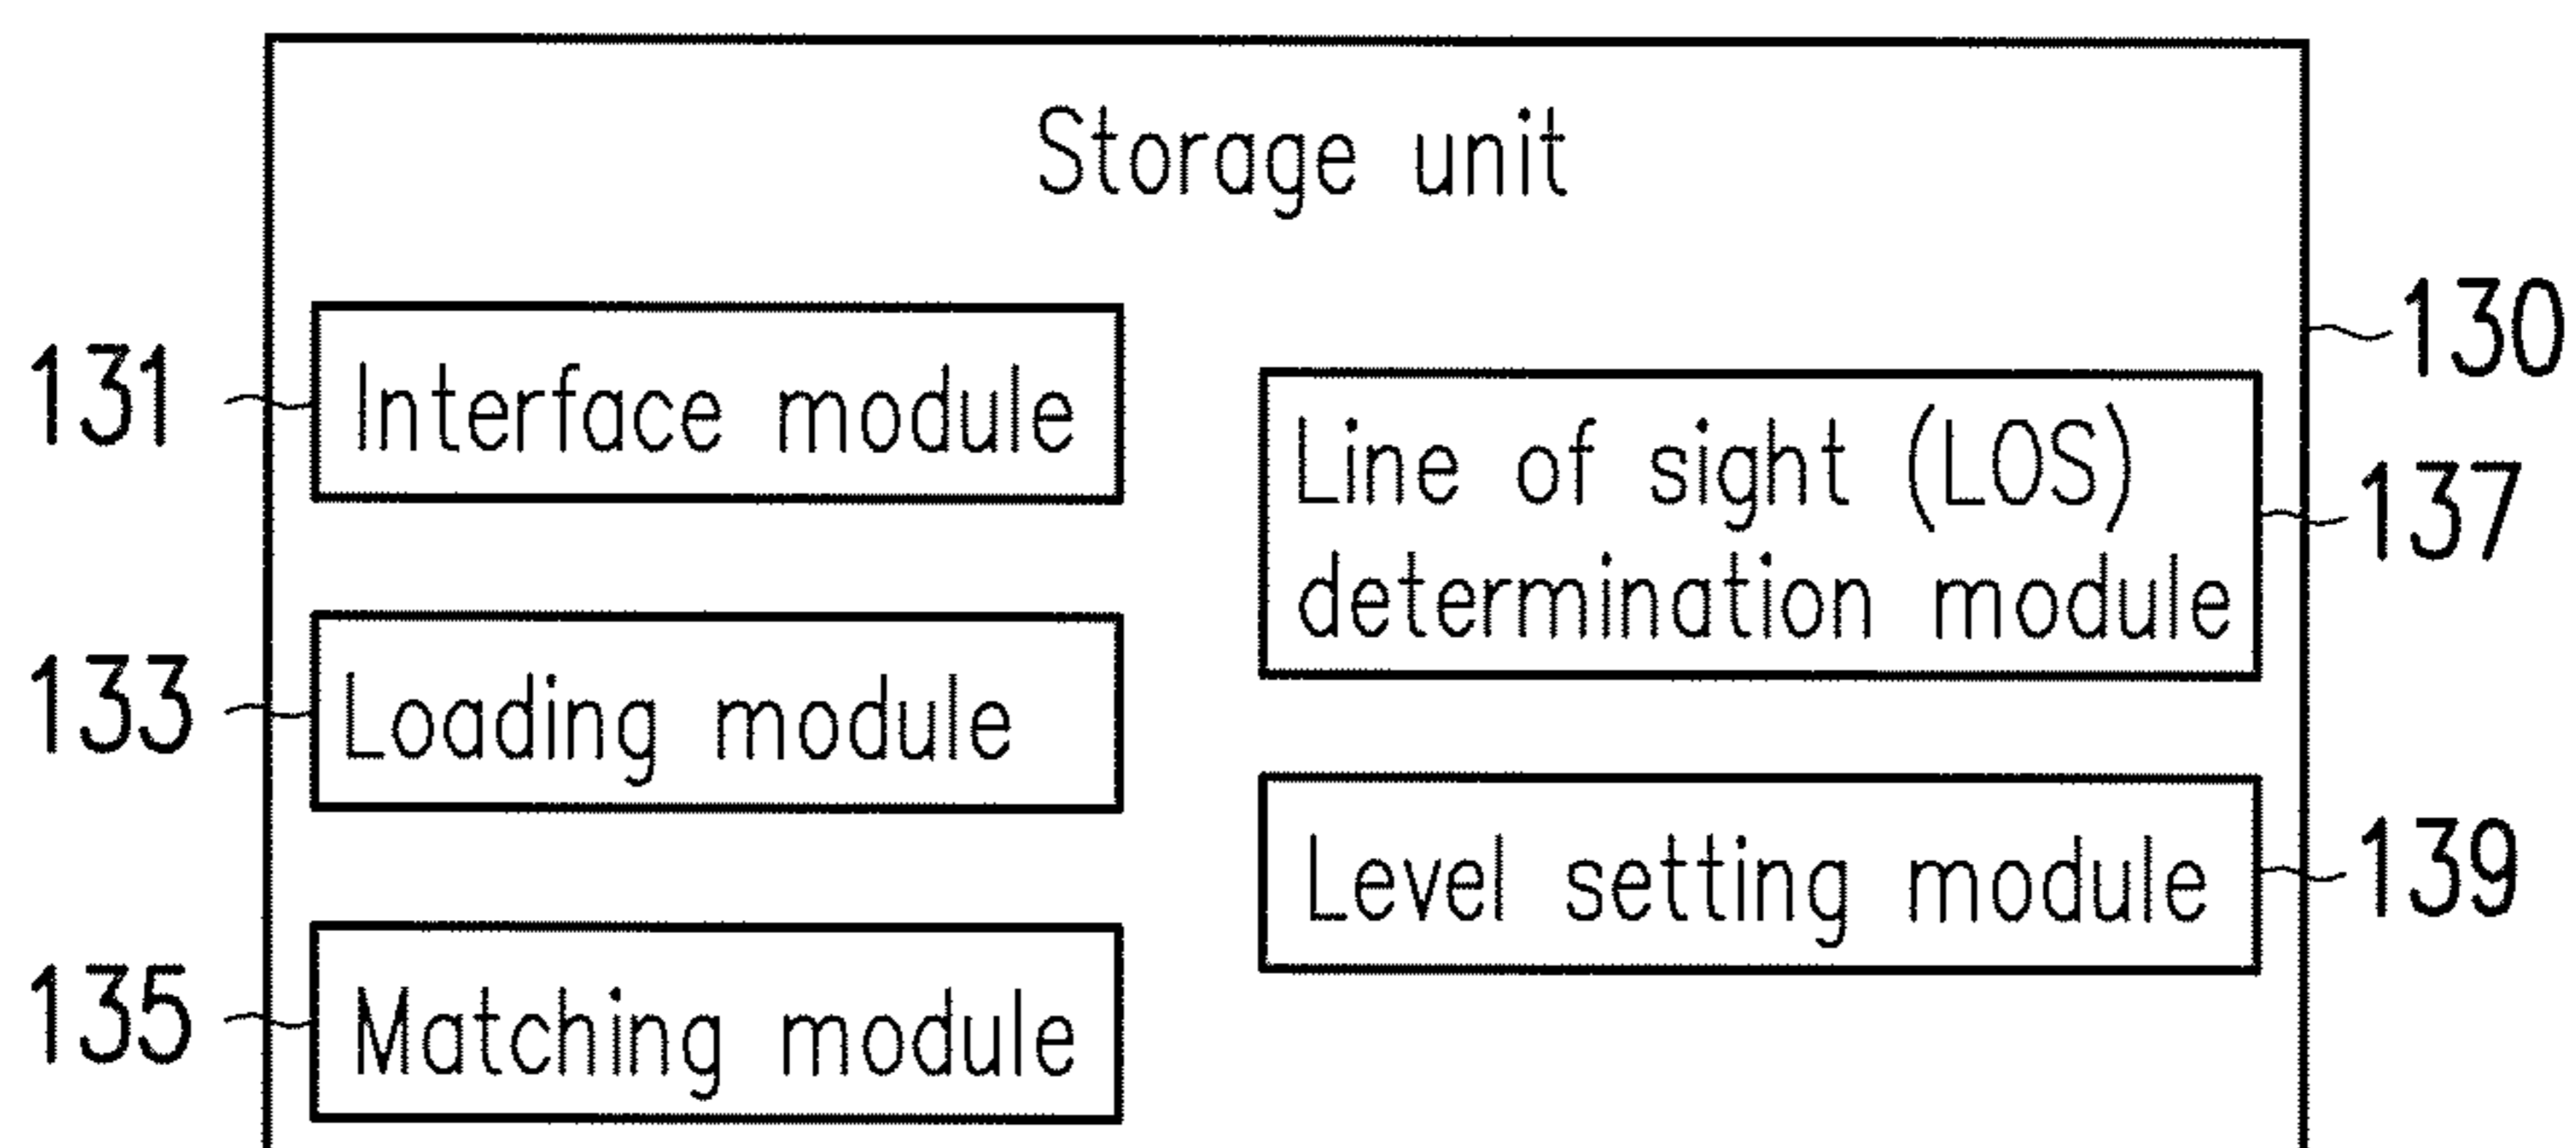 Storage unit
130
131
Interface module
Line of sight (LOS)
determination module
137
133
Loading module
Level setting module
139
135
Matching module